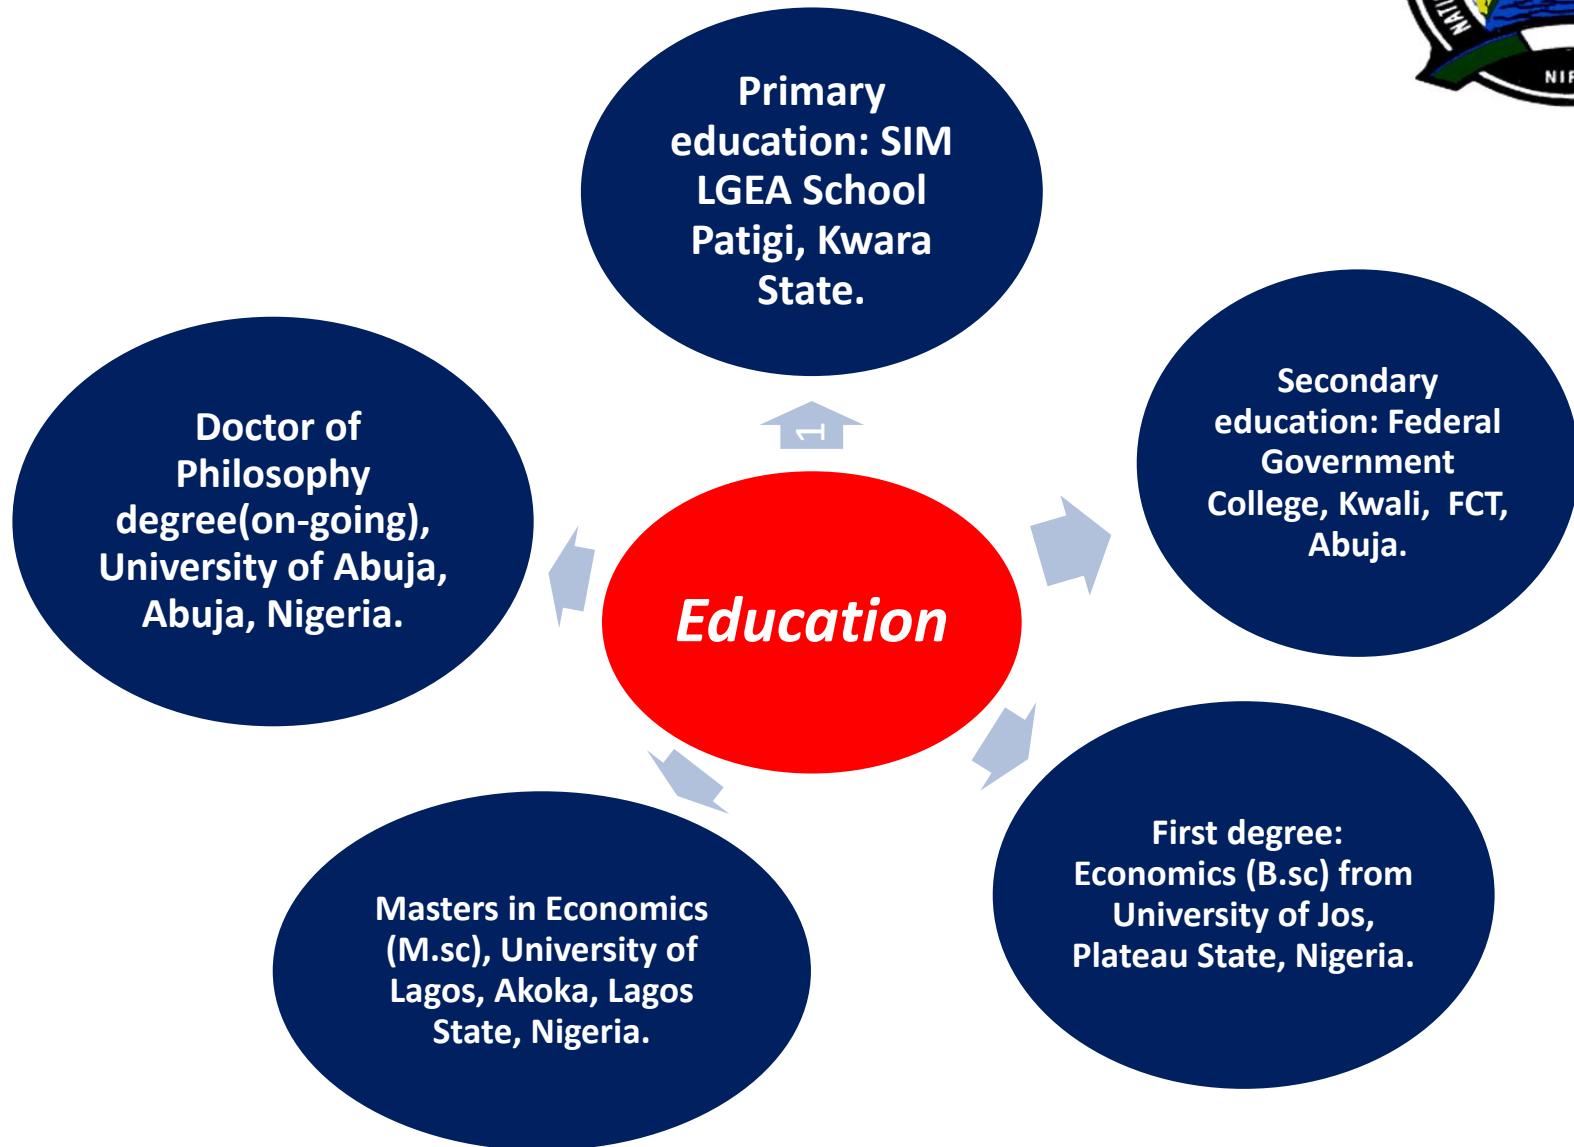 NIP
Primary
education: SIM
LGEA School
Patigi, Kwara
State.
Secondary
education: Federal
Government
College, Kwali, FCT,
Abuja.
First degree:
Economics (B.sc) from
University of Jos,
Plateau State, Nigeria.
Masters in Economics
(M.sc), University of
Lagos, Akoka, Lagos
State, Nigeria.
Doctor of
Philosophy
degree(on-going),
University of Abuja,
Abuja, Nigeria.
1
Education